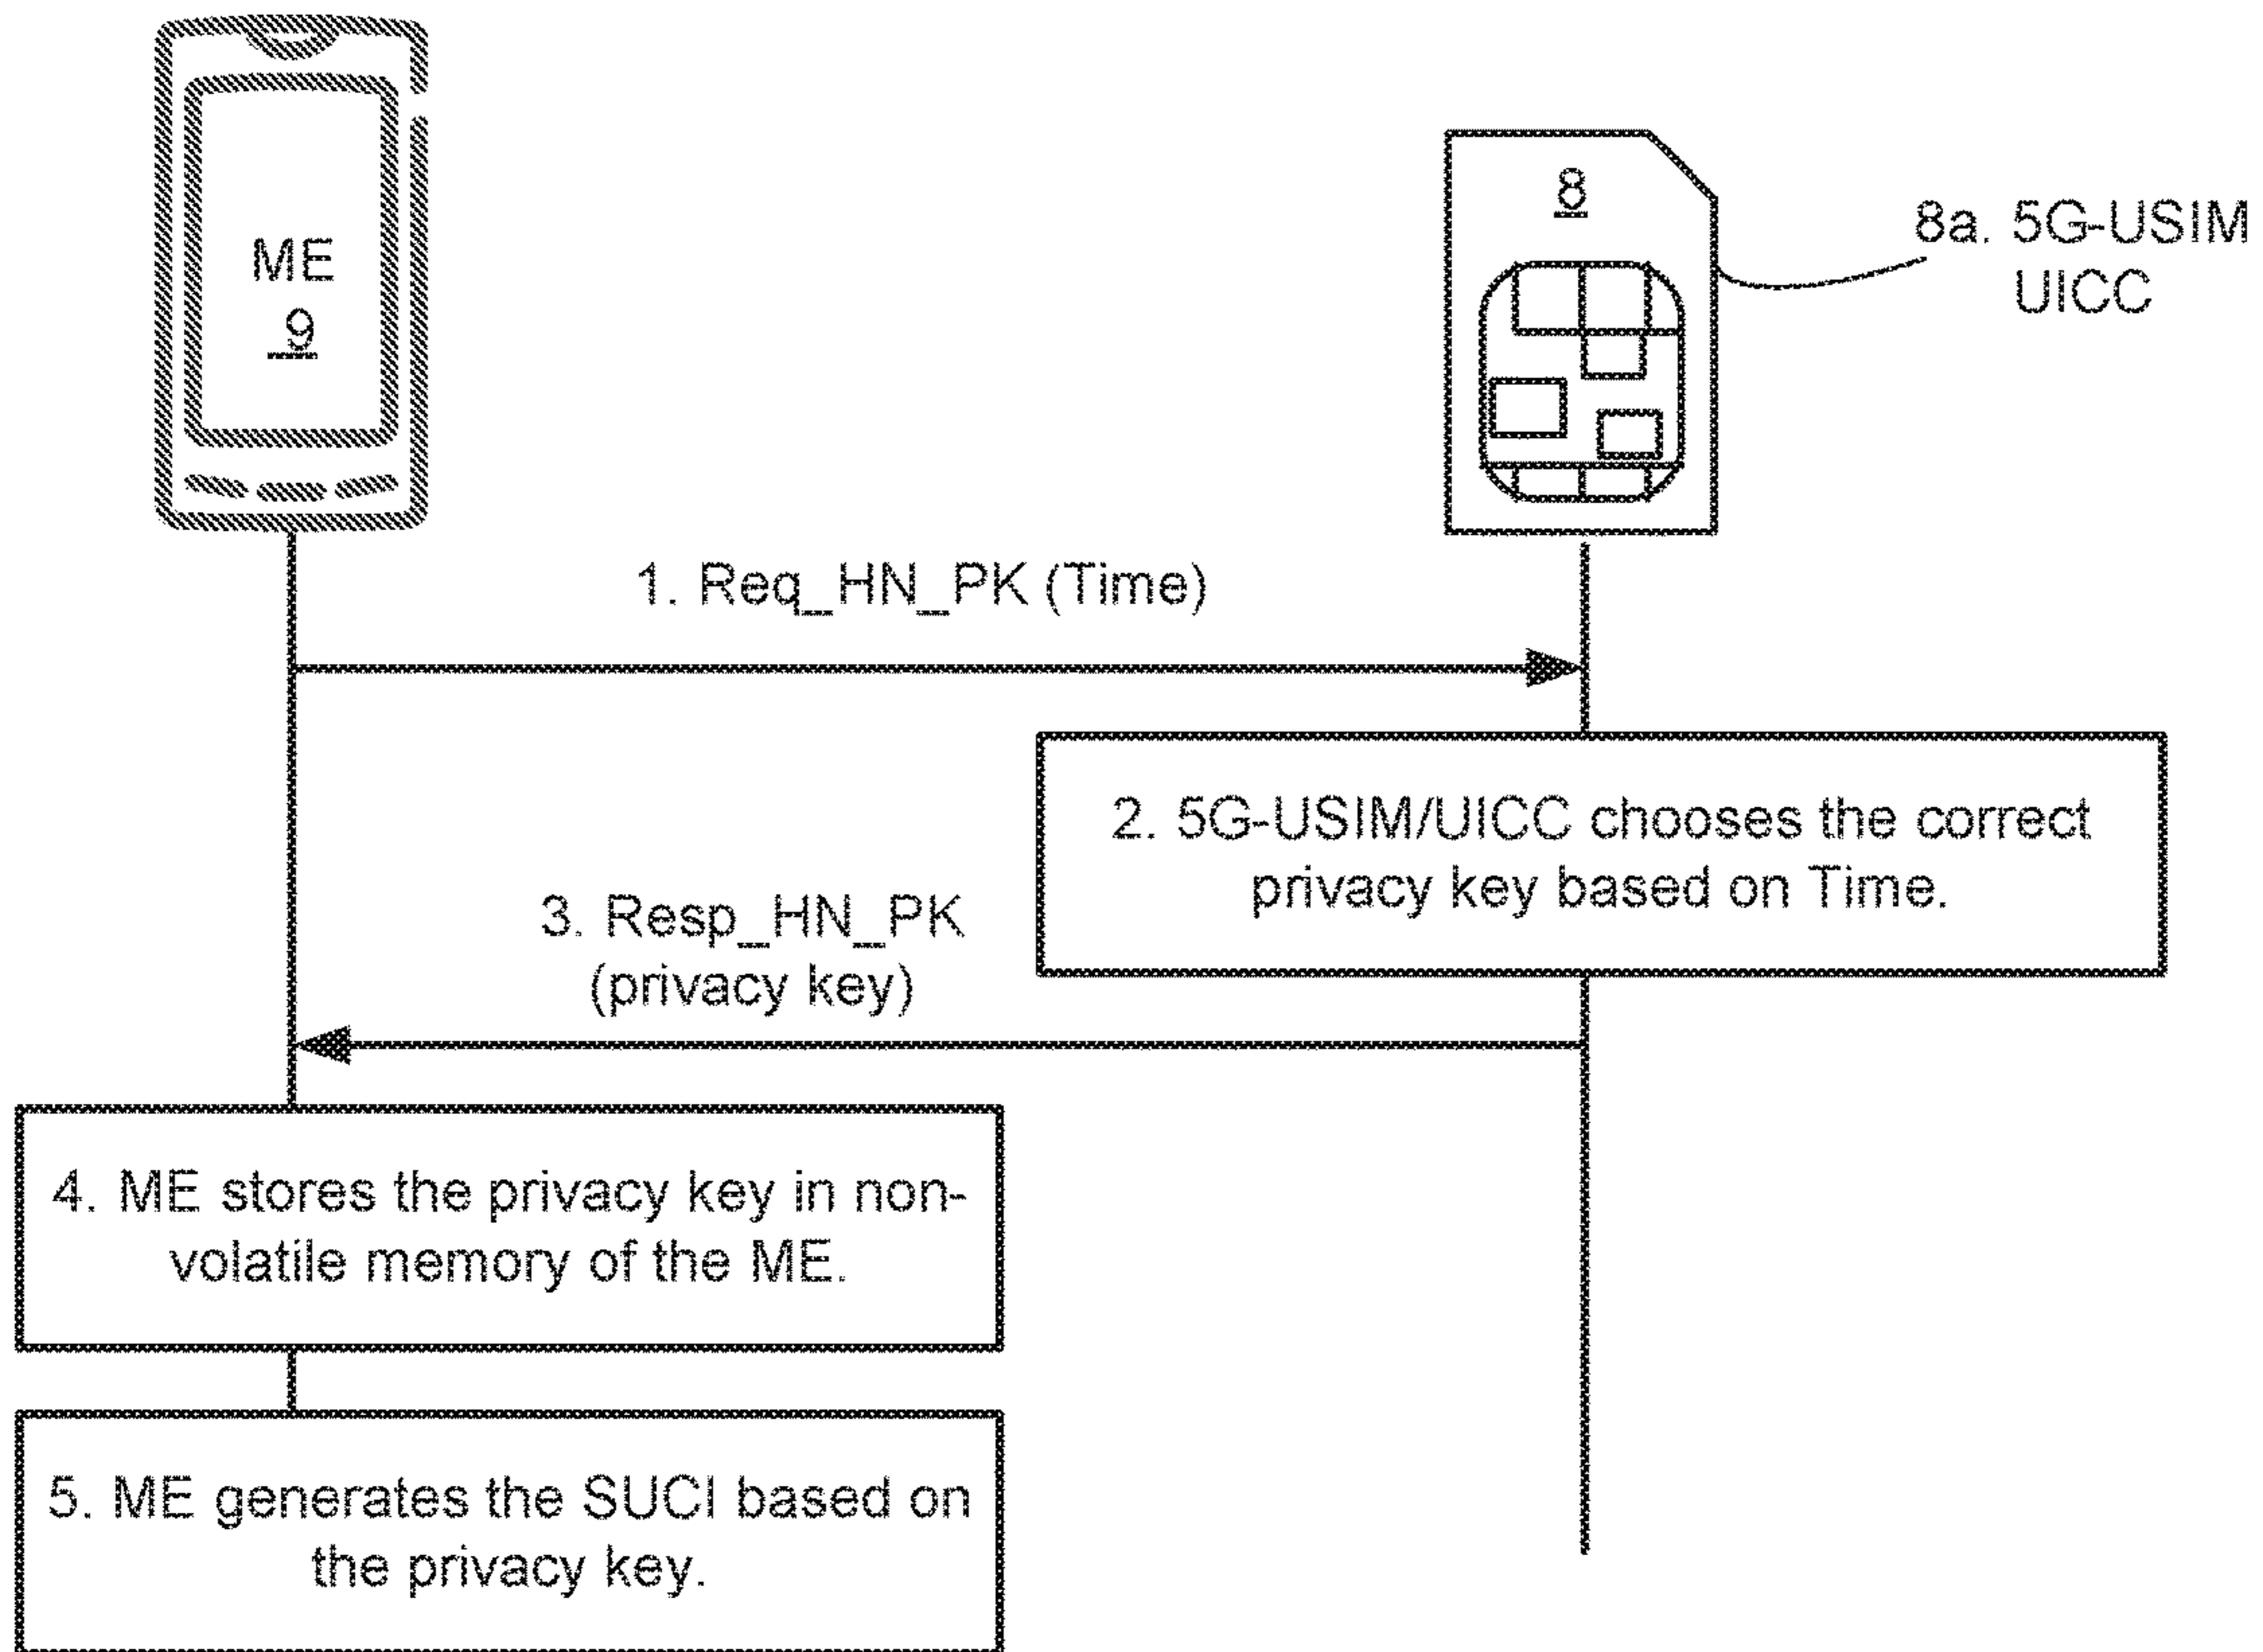 ME
9
8
8a. 5G-USIM
UICC
1. Req_HN_PK (Time)
2. 5G-USIM/UICC chooses the correct
privacy key based on Time.
3. Resp_HN_PK
(privacy key)
4. ME stores the privacy key in non-
volatile memory of the ME.
5. ME generates the SUCI based on
the privacy key.